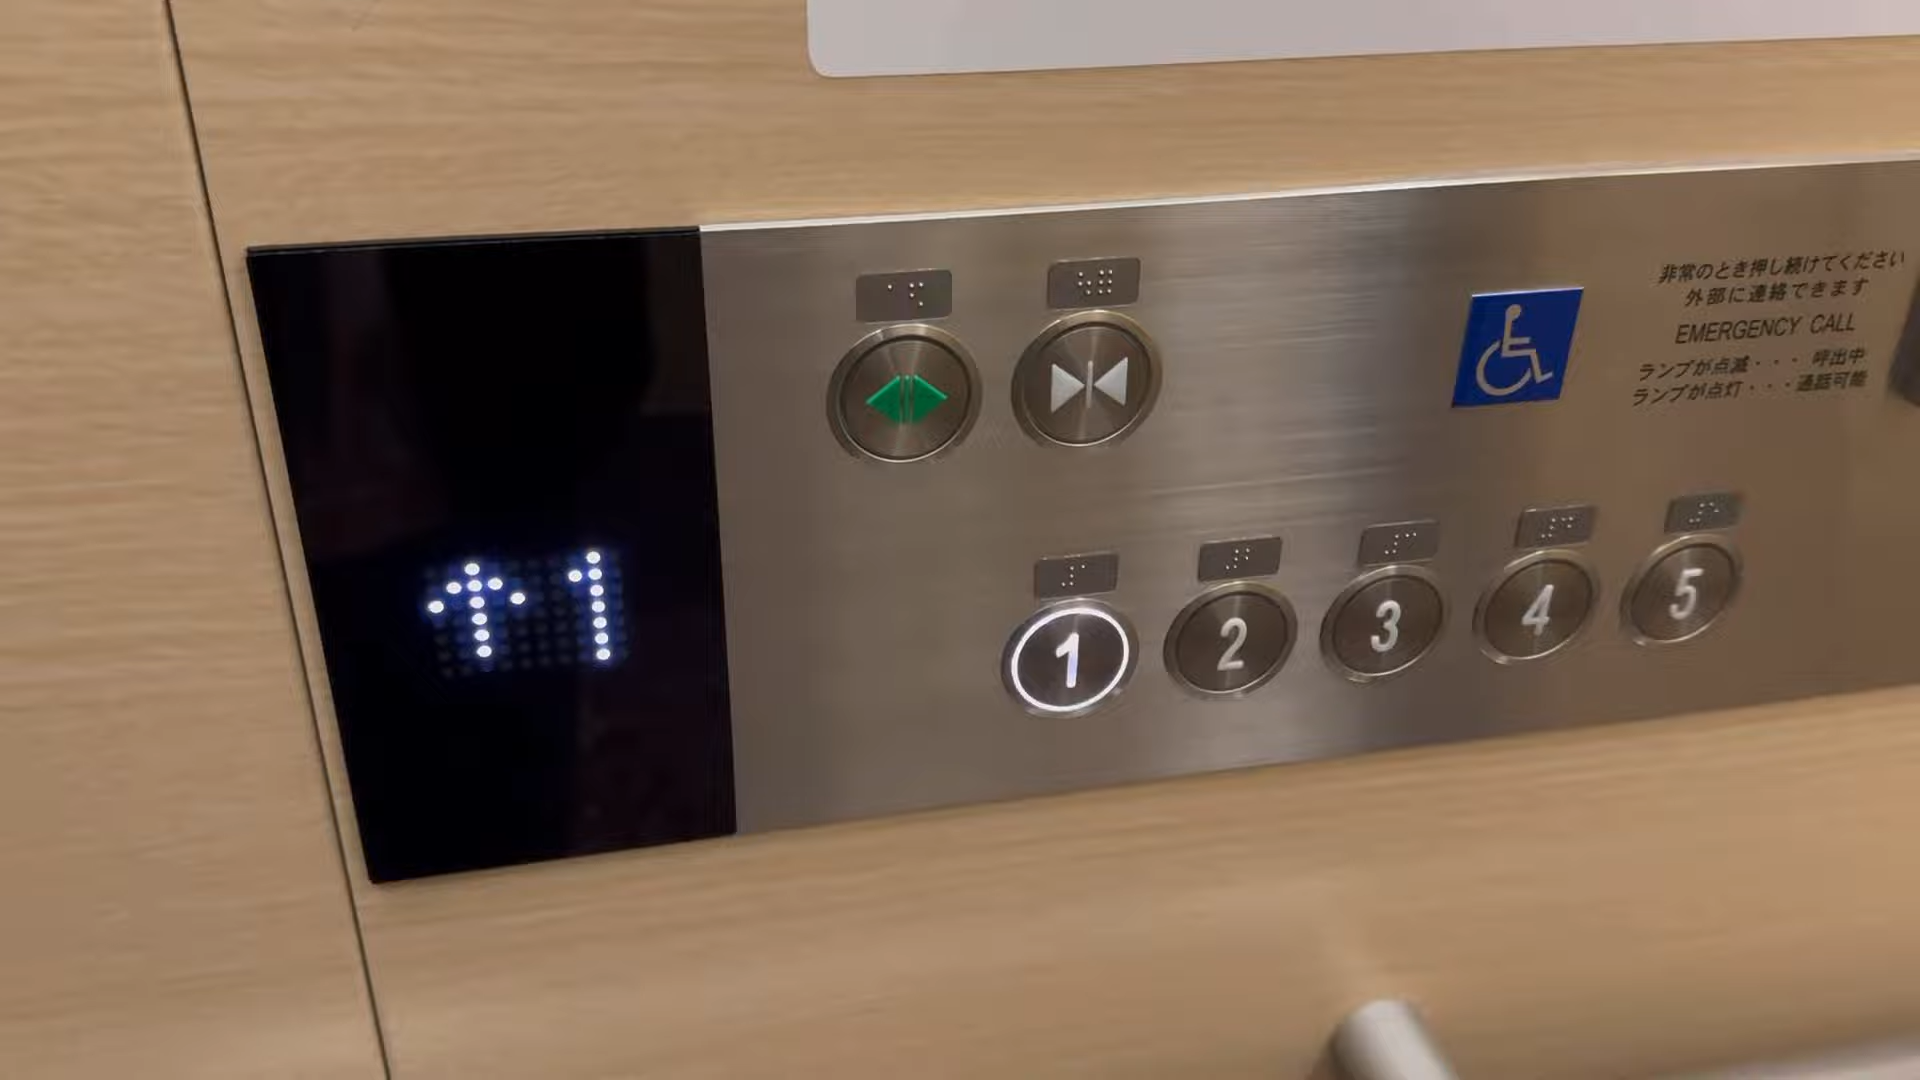 非常のとき押し続けてください
外部に連絡できます
EMERGENCY CALL
ランプが点滅・・・ 呼出中
ランプが点灯・・・通話可能
↑1
1 2 3 4 5